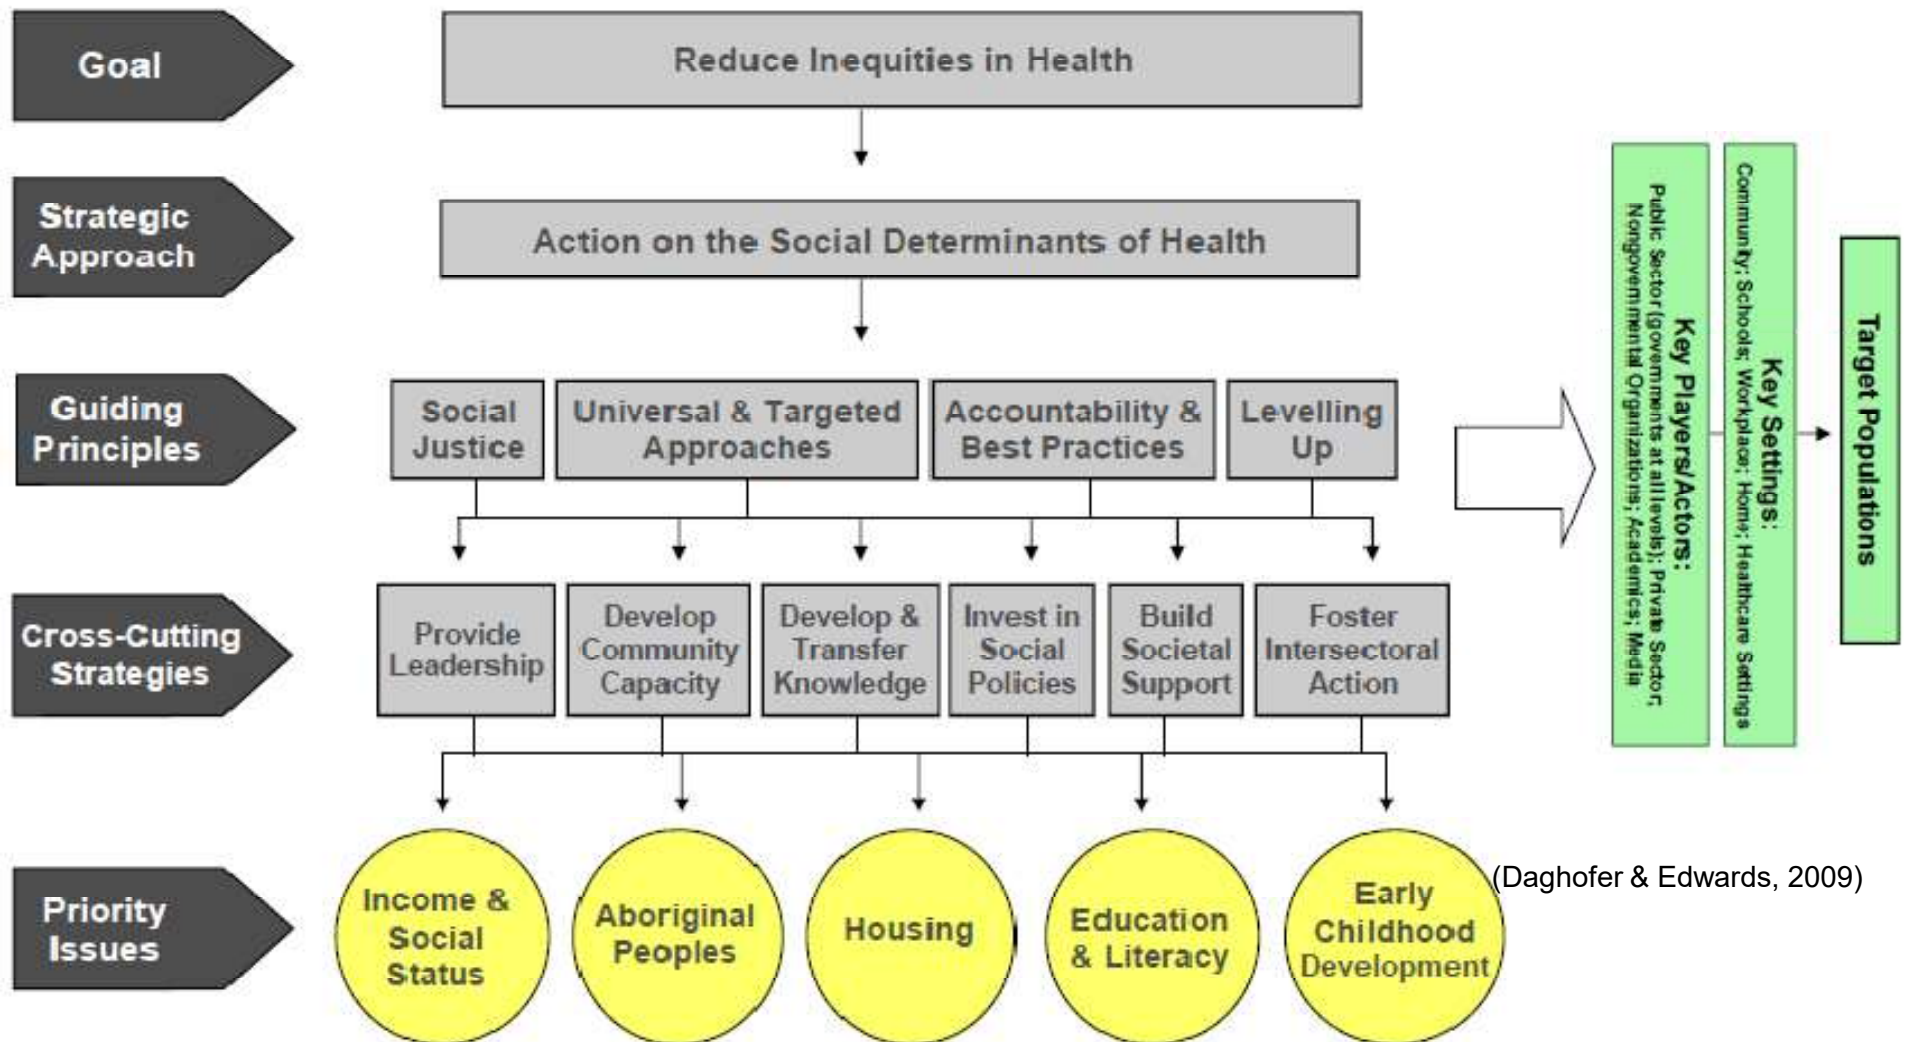 Goal
Reduce Inequities in Health
Strategic
Approach
Action on the Social Determinants of Health
Guiding
Principles
Social
Justice
Universal & Targeted
Approaches
Accountability &
Best Practices
Levelling
Up
Cross-Cutting
Strategies
Provide
Leadership
Develop
Community
Capacity
Develop &
Transfer
Knowledge
Invest in
Social
Policies
Build
Societal
Support
Foster
Intersectoral
Action
Priority
Issues
Income &
Social
Status
Aboriginal
Peoples
Housing
Education
& Literacy
Early
Childhood
Development
(Daghofer & Edwards, 2009)
Key Players/Actors:
Public Sector (governments at all levels); Private Sector;
Nongovernmental Organizations; Academics; Media
Key Settings:
Community; Schools; Workplace; Home; Healthcare Settings
Target Populations